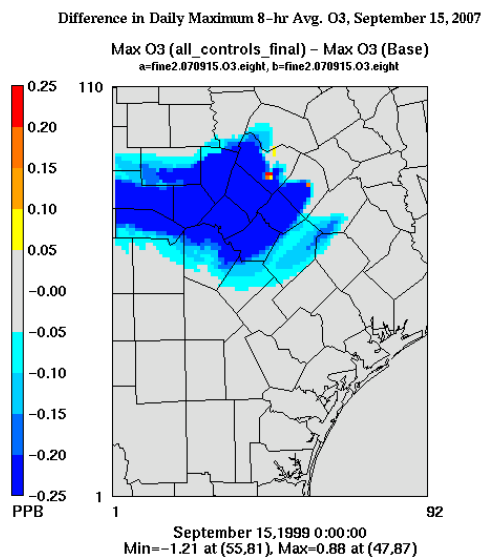 Difference in Daily Maximum 8-hr Avg. O3, September 15, 2007
Max O3 (all_controls_final) − Max O3 (Base)
a=fine2.070915.O3.eight, b=fine2.070915.O3.eight
0.25
0.20
0.15
0.10
0.05
−0.00
−0.05
−0.10
−0.15
−0.20
−0.25
PPB
110
1
1
92
September 15,1999 0:00:00
Min=−1.21 at (55,81), Max=0.88 at (47,87)